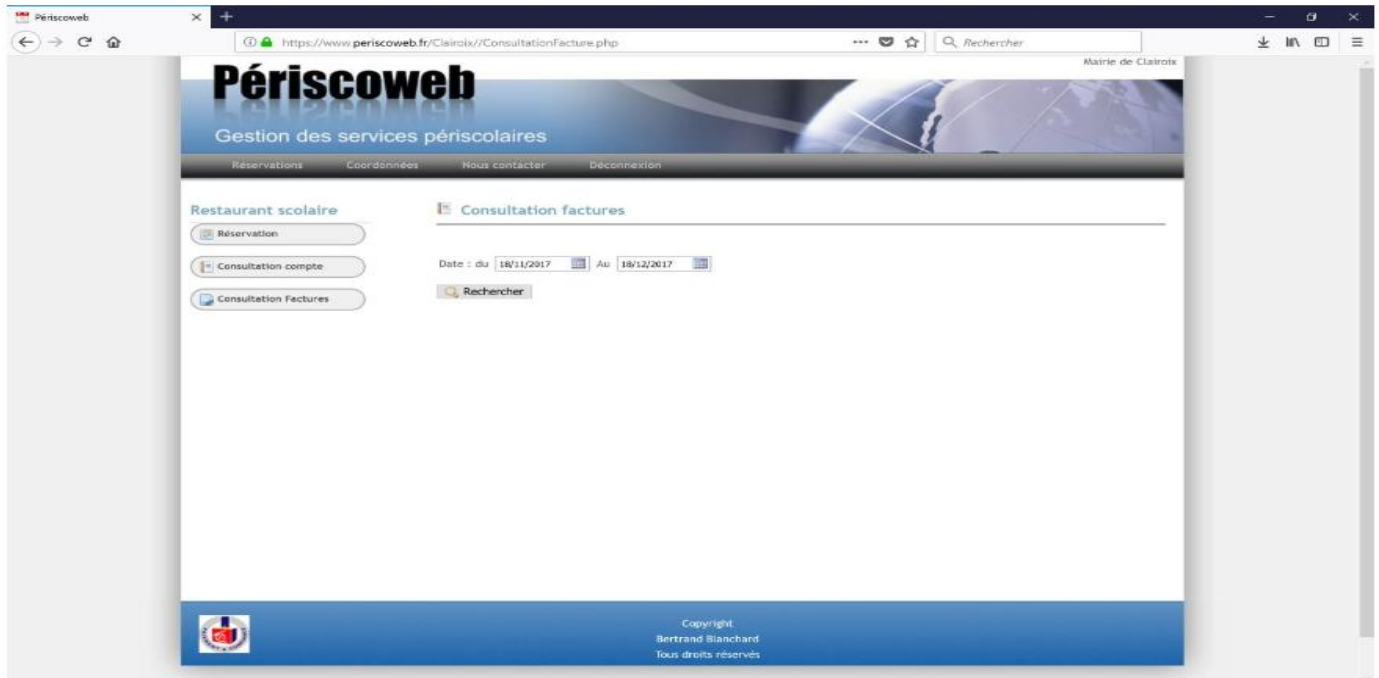 Périscoweb
https://www.periscoweb.fr/Clairoix//ConsultationFacture.php
Rechercher
Mairie de Clairoix
Périscoweb
Gestion des services périscolaires
Réservations Coordonnées Nous contacter Déconnexion
Restaurant scolaire
Réservation
Consultation compte
Consultation Factures
Consultation factures
Date : du 18/11/2017 Au 18/12/2017
Rechercher
Copyright
Bertrand Blanchard
Tous droits réservés